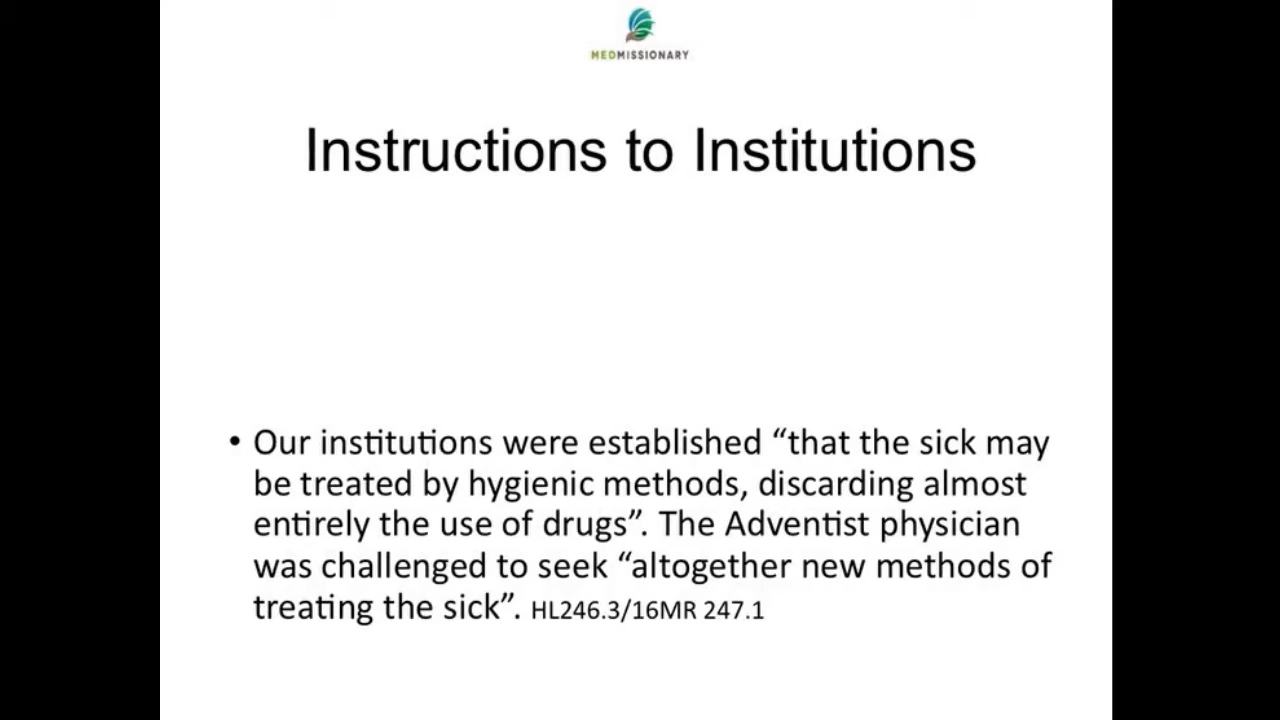 MEDMISSIONARY
Instructions to Institutions
• Our institutions were established “that the sick may
be treated by hygienic methods, discarding almost
entirely the use of drugs”. The Adventist physician
was challenged to seek “altogether new methods of
treating the sick”. HL246.3/16MR 247.1